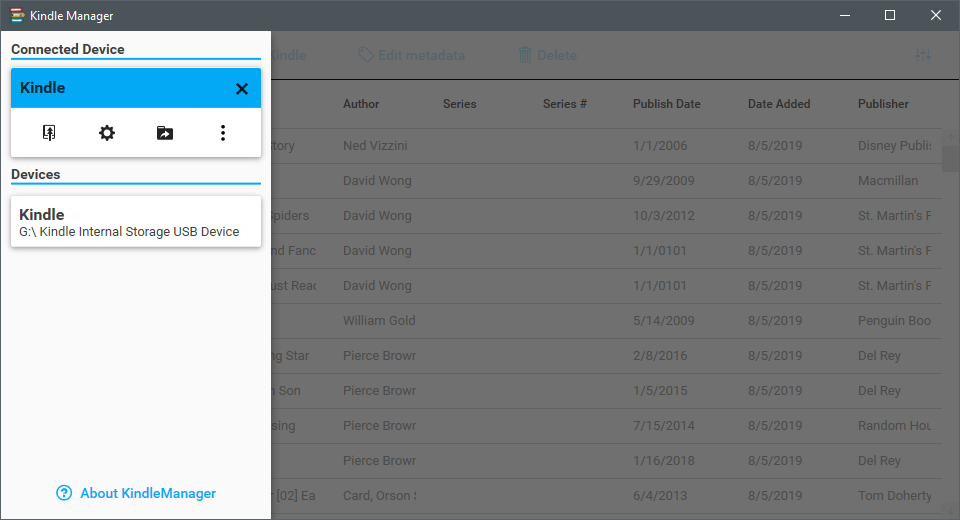 Kindle Manager
Connected Device
Kindle
Devices
Kindle
G:\ Kindle Internal Storage USB Device
About KindleManager
Kindle Edit metadata Delete
Author Series Series # Publish Date Date Added Publisher
tory Ned Vizzini 1/1/2006 8/5/2019 Disney Publis
David Wong 9/29/2009 8/5/2019 Macmillan
Spiders David Wong 10/3/2012 8/5/2019 St. Martin's F
nd Fanc David Wong 1/1/0101 8/5/2019 St. Martin's F
ust Read David Wong 1/1/0101 8/5/2019 St. Martin's F
William Gold 5/14/2009 8/5/2019 Penguin Boo
ng Star Pierce Brown 2/8/2016 8/5/2019 Del Rey
n Son Pierce Brown 1/5/2015 8/5/2019 Del Rey
sing Pierce Brown 7/15/2014 8/5/2019 Random Hou
Pierce Brown 1/16/2018 8/5/2019 Del Rey
r [02] Ea Card, Orson S 6/4/2013 8/5/2019 Tom Doherty